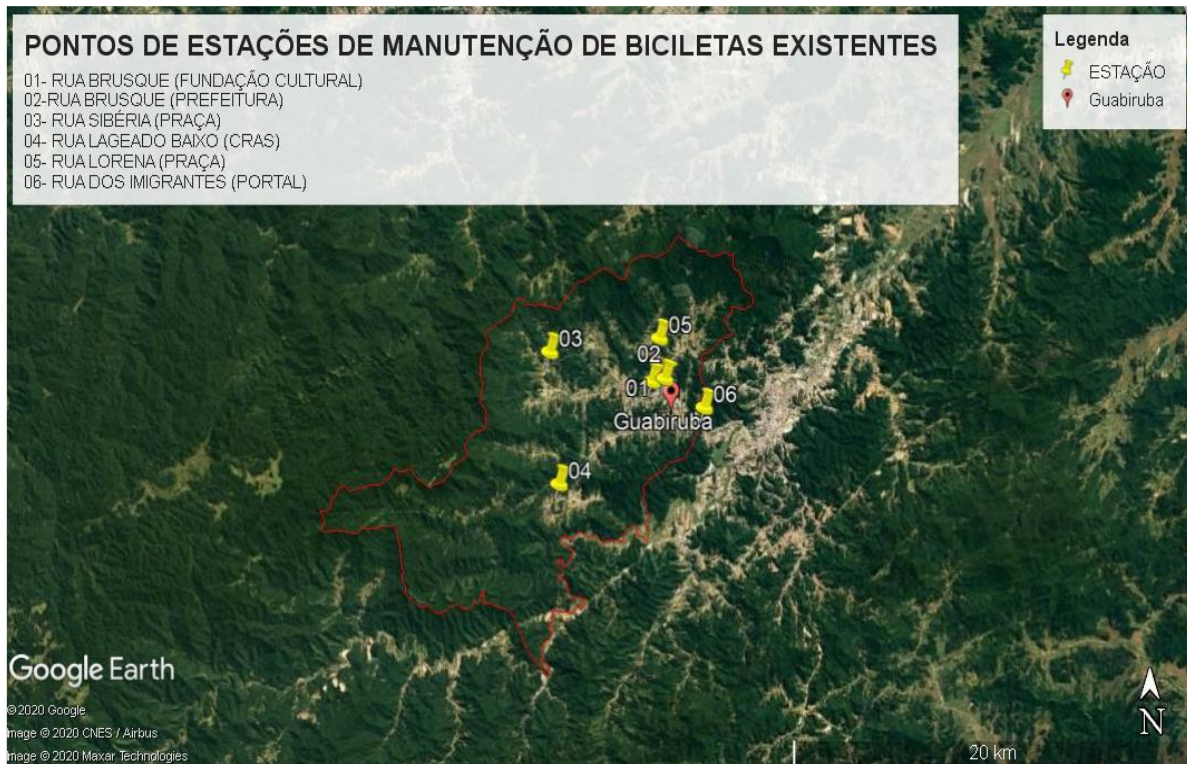 PONTOS DE ESTAÇÕES DE MANUTENÇÃO DE BICILETAS EXISTENTES
01- RUA BRUSQUE (FUNDAÇÃO CULTURAL)
02-RUA BRUSQUE (PREFEITURA)
03- RUA SIBÉRIA (PRAÇA)
04- RUA LAGEADO BAIXO (CRAS)
05- RUA LORENA (PRAÇA)
06- RUA DOS IMIGRANTES (PORTAL)
Legenda
ESTAÇÃO
Guabiruba
05
03
02
01
06
Guabiruba
04
Google Earth
© 2020 Google
Image © 2020 CNES / Airbus
Image © 2020 Maxar Technologies
20 km
N